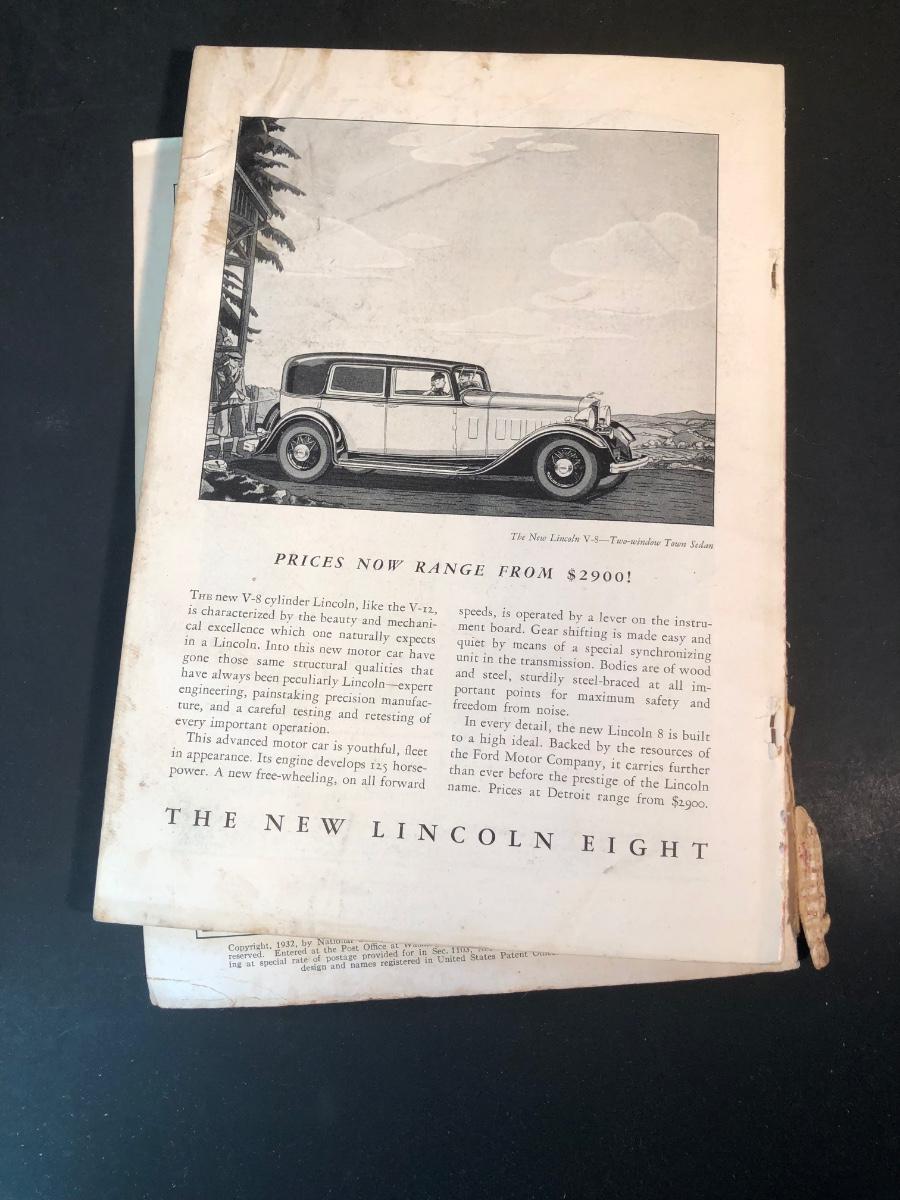 The New Lincoln V-8—Two-window Town Sedan
PRICES NOW RANGE FROM $2900!
THE new V-8 cylinder Lincoln, like the V-12,
is characterized by the beauty and mechani-
cal excellence which one naturally expects
in a Lincoln. Into this new motor car have
gone those same structural qualities that
have always been peculiarly Lincoln—expert
engineering, painstaking precision manufac-
ture, and a careful testing and retesting of
every important operation.
This advanced motor car is youthful, fleet
in appearance. Its engine develops 125 horse-
power. A new free-wheeling, on all forward
speeds, is operated by a lever on the instru-
ment board. Gear shifting is made easy and
quiet by means of a special synchronizing
unit in the transmission. Bodies are of wood
and steel, sturdily steel-braced at all im-
portant points for maximum safety and
freedom from noise.
In every detail, the new Lincoln 8 is built
to a high ideal. Backed by the resources of
the Ford Motor Company, it carries further
than ever before the prestige of the Lincoln
name. Prices at Detroit range from $2900.
THE NEW LINCOLN EIGHT
Copyright, 1932, by National
reserved. Entered at the Post Office at
ing at special rate of postage provided for in Sec. 1103,
design and names registered in United States Patent